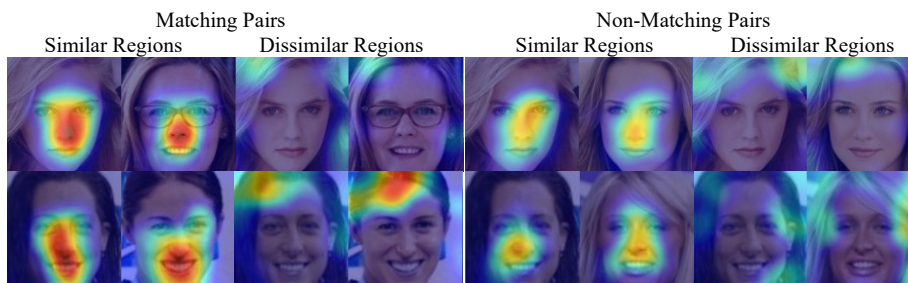 Matching Pairs
Non-Matching Pairs
Similar Regions
Dissimilar Regions
Similar Regions
Dissimilar Regions